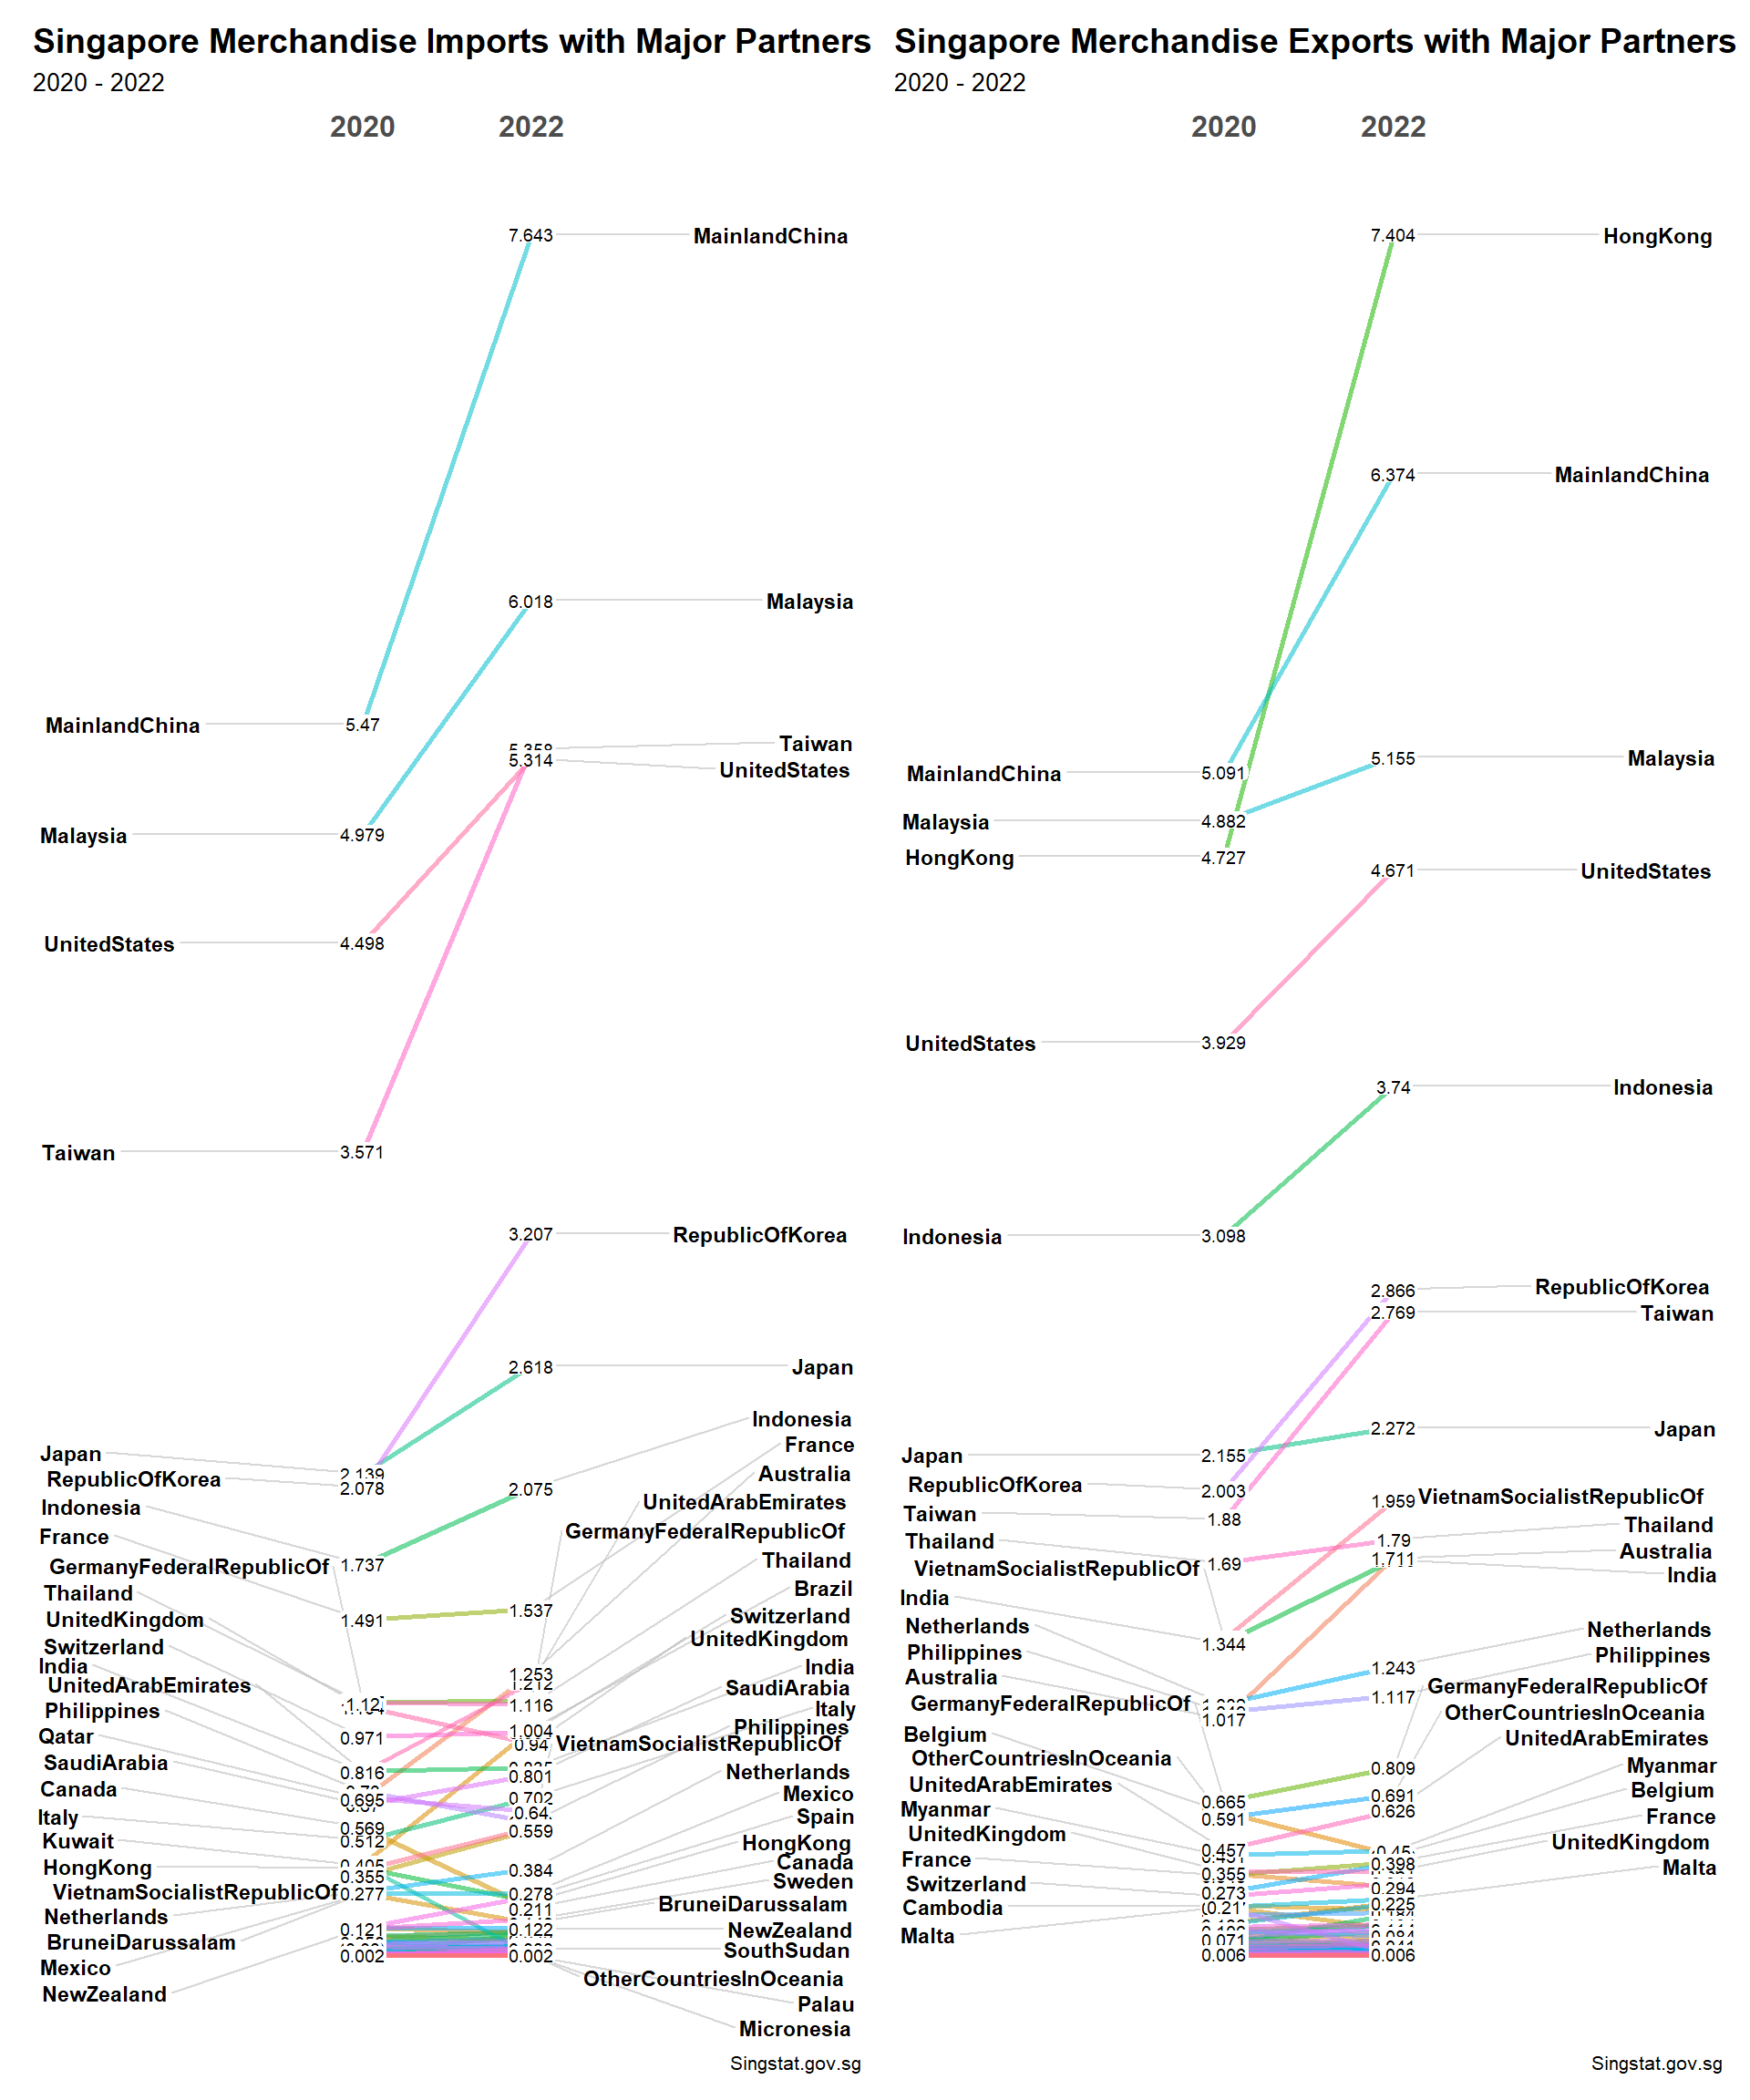 Singapore Merchandise Imports with Major Partners
2020 - 2022
2020 2022
7.643 MainlandChina
6.018 Malaysia
MainlandChina 5.47
5.358 Taiwan
5.314 UnitedStates
Malaysia 4.979
UnitedStates 4.498
Taiwan 3.571
3.207 RepublicOfKorea
2.618 Japan
Indonesia
France
Japan 2.139
Australia
RepublicOfKorea 2.078
2.075
UnitedArabEmirates
Indonesia
GermanyFederalRepublicOf
France
Thailand
GermanyFederalRepublicOf 1.737
Brazil
Thailand
1.491 1.537
Switzerland
UnitedKingdom
UnitedKingdom
Switzerland
India
India
1.253
UnitedArabEmirates 1.212
SaudiArabia
Philippines 1.12 1.116
Italy
Philippines
Qatar 0.971 1.004
0.94 VietnamSocialistRepublicOf
SaudiArabia 0.816 0.801
Netherlands
Canada 0.695 0.702
Mexico
Italy 0.569 0.559
Spain
Kuwait 0.512
HongKong
HongKong 0.405 0.384
Canada
0.355
Sweden
VietnamSocialistRepublicOf 0.277 0.278
BruneiDarussalam
Netherlands 0.211
0.121 0.122 NewZealand
BruneiDarussalam
0.002 0.002 SouthSudan
Mexico
OtherCountriesInOceania
NewZealand
Palau
Micronesia
Singstat.gov.sg
Singapore Merchandise Exports with Major Partners
2020 - 2022
2020 2022
7.404 HongKong
6.374 MainlandChina
5.155 Malaysia
MainlandChina 5.091
Malaysia 4.882
HongKong 4.727
4.671 UnitedStates
UnitedStates 3.929
3.74 Indonesia
Indonesia 3.098
2.866 RepublicOfKorea
2.769 Taiwan
2.272 Japan
Japan 2.155
RepublicOfKorea 2.003
1.959 VietnamSocialistRepublicOf
Taiwan 1.88
Thailand
Thailand 1.79
Australia
VietnamSocialistRepublicOf 1.69 1.711
India
India
Netherlands 1.344
Netherlands
Philippines
Philippines
Australia 1.243
GermanyFederalRepublicOf
GermanyFederalRepublicOf 1.017 1.117
OtherCountriesInOceania
Belgium
UnitedArabEmirates
OtherCountriesInOceania 0.809
Myanmar
UnitedArabEmirates 0.665 0.691
Belgium
Myanmar 0.591 0.626
France
UnitedKingdom 0.457
UnitedKingdom
France 0.355 0.398
Malta
Switzerland 0.273 0.294
Cambodia 0.225
Malta 0.071
0.006 0.006
Singstat.gov.sg